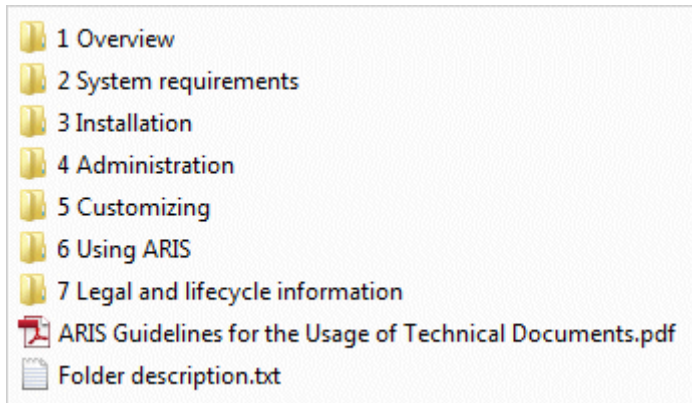 1 Overview
2 System requirements
3 Installation
4 Administration
5 Customizing
6 Using ARIS
7 Legal and lifecycle information
ARIS Guidelines for the Usage of Technical Documents.pdf
Folder description.txt